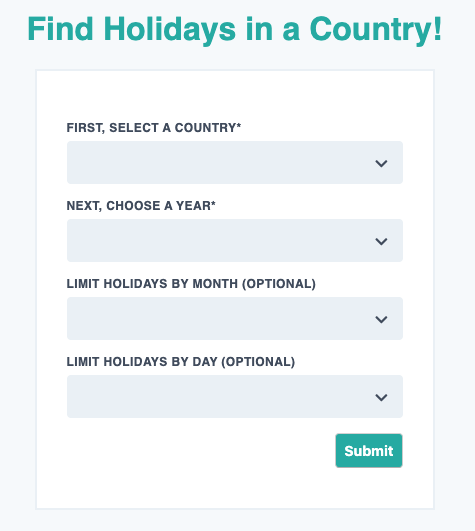 Find Holidays in a Country!
FIRST, SELECT A COUNTRY*
NEXT, CHOOSE A YEAR*
LIMIT HOLIDAYS BY MONTH (OPTIONAL)
LIMIT HOLIDAYS BY DAY (OPTIONAL)
Submit